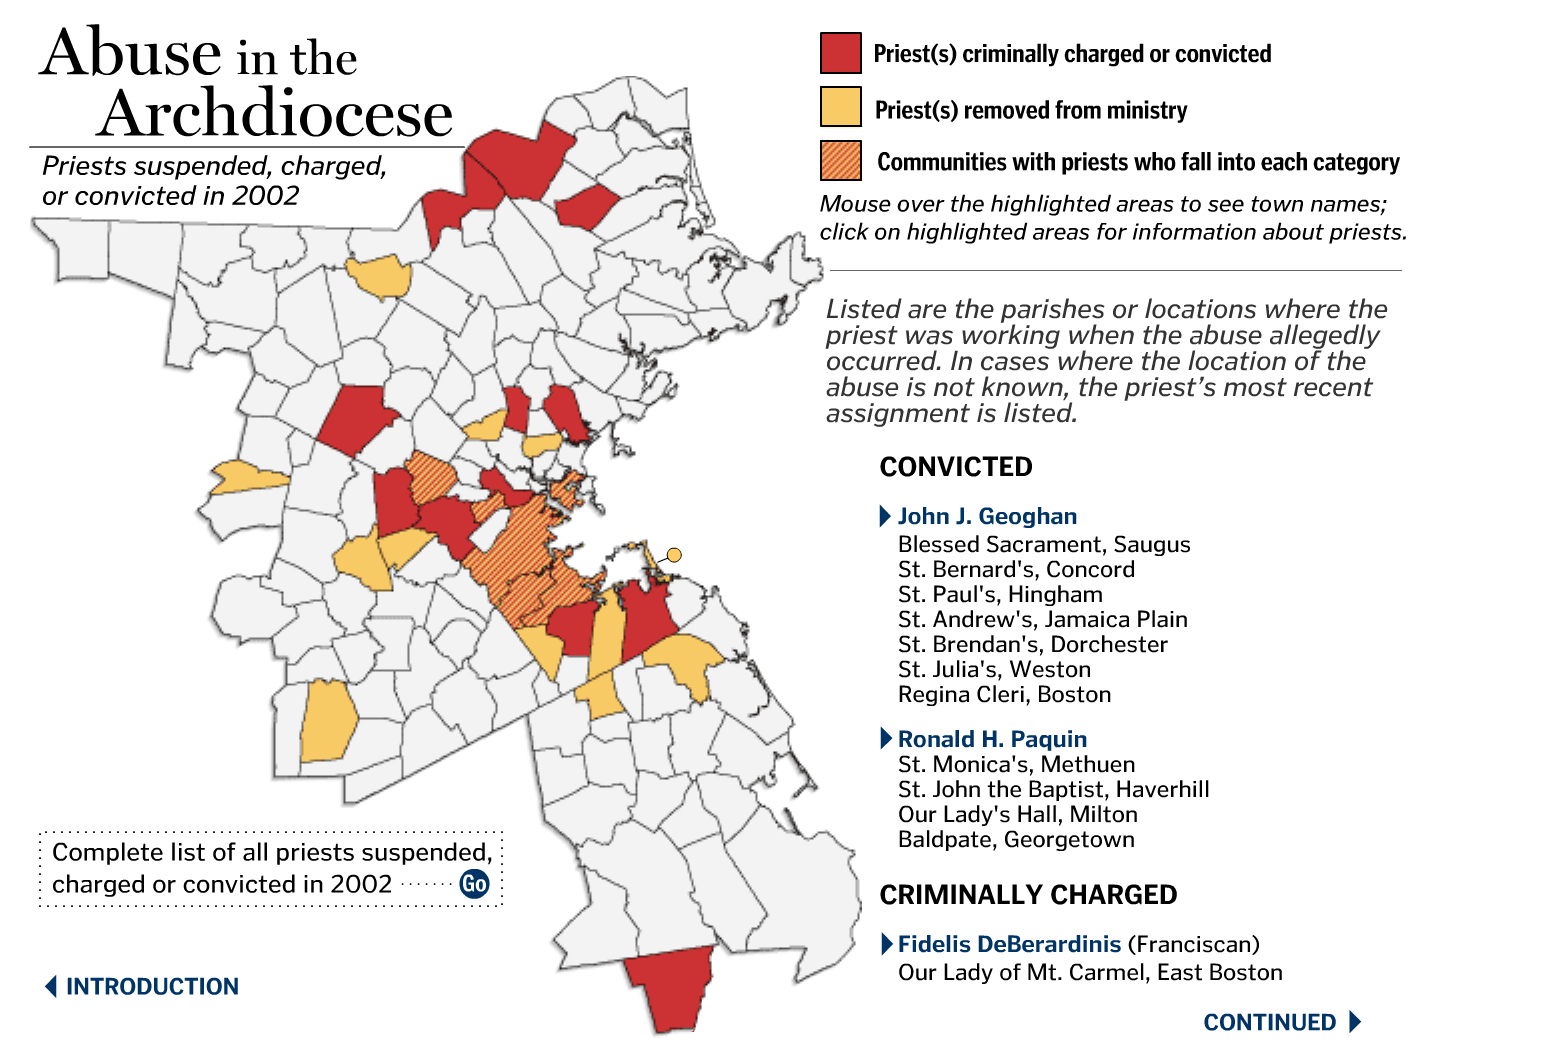 Abuse in the
Archdiocese
Priests suspended, charged,
or convicted in 2002
Priest(s) criminally charged or convicted
Priest(s) removed from ministry
Communities with priests who fall into each category
Mouse over the highlighted areas to see town names;
click on highlighted areas for information about priests.
Listed are the parishes or locations where the
priest was working when the abuse allegedly
occurred. In cases where the location of the
abuse is not known, the priest's most recent
assignment is listed.
CONVICTED
John J. Geoghan
Blessed Sacrament, Saugus
St. Bernard's, Concord
St. Paul's, Hingham
St. Andrew's, Jamaica Plain
St. Brendan's, Dorchester
St. Julia's, Weston
Regina Cleri, Boston
Ronald H. Paquin
St. Monica's, Methuen
St. John the Baptist, Haverhill
Our Lady's Hall, Milton
Baldpate, Georgetown
CRIMINALLY CHARGED
Fidelis DeBerardinis (Franciscan)
Our Lady of Mt. Carmel, East Boston
Complete list of all priests suspended,
charged or convicted in 2002 ······· Go
INTRODUCTION
CONTINUED